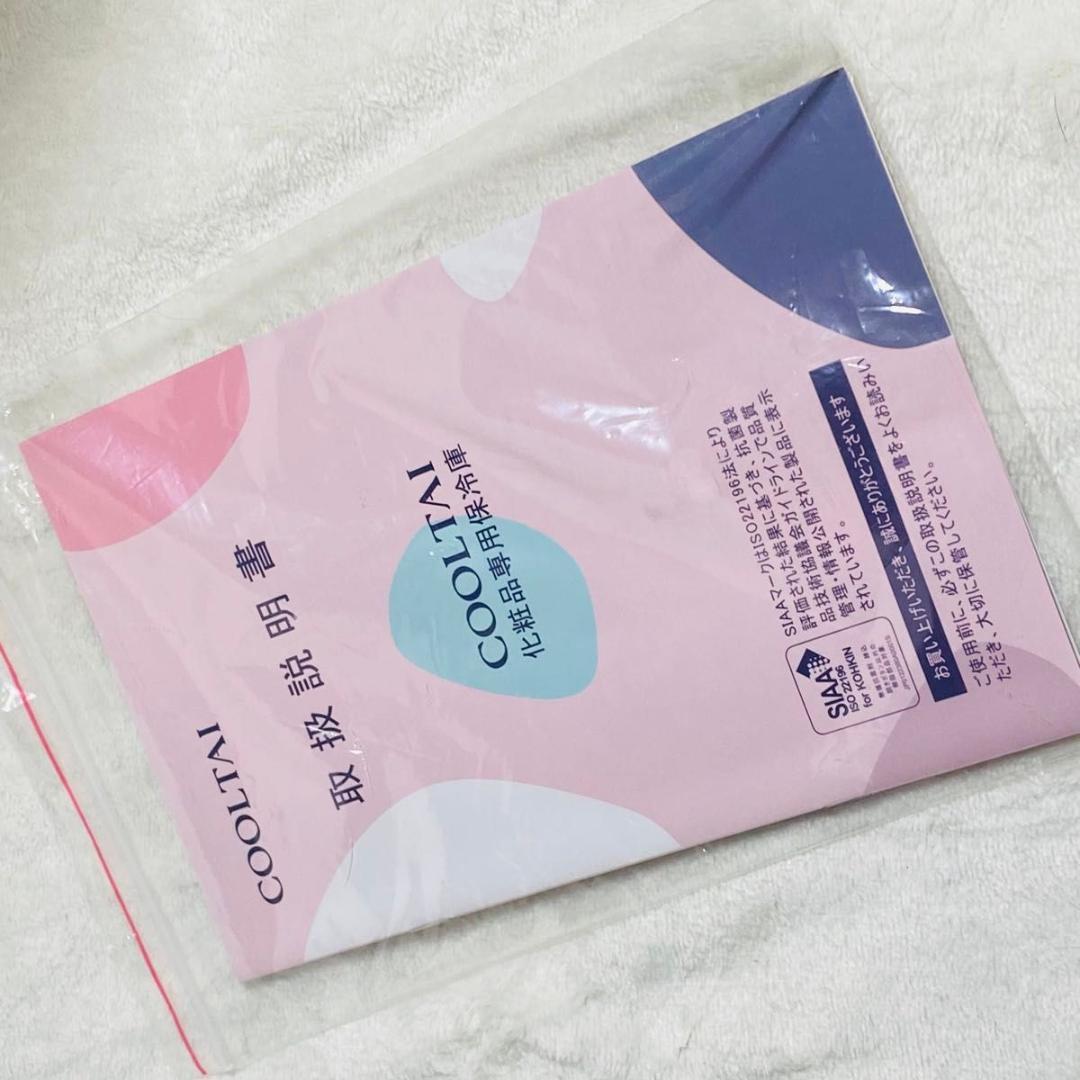 COOLTAI
取扱説明書
COOLTAI
化粧品専用保冷庫
SIAA
ISO 22196
for KOHKIN
SIAAマークはISO22196法により
評価された結果に基づき、抗菌製
品技術協議会ガイドラインで品質
管理・情報公開された製品に表示
されています。
お買い上げいただき、誠にありがとうございます
ご使用前に、必ずこの取扱説明書をよくお読みい
ただき、大切に保管してください。